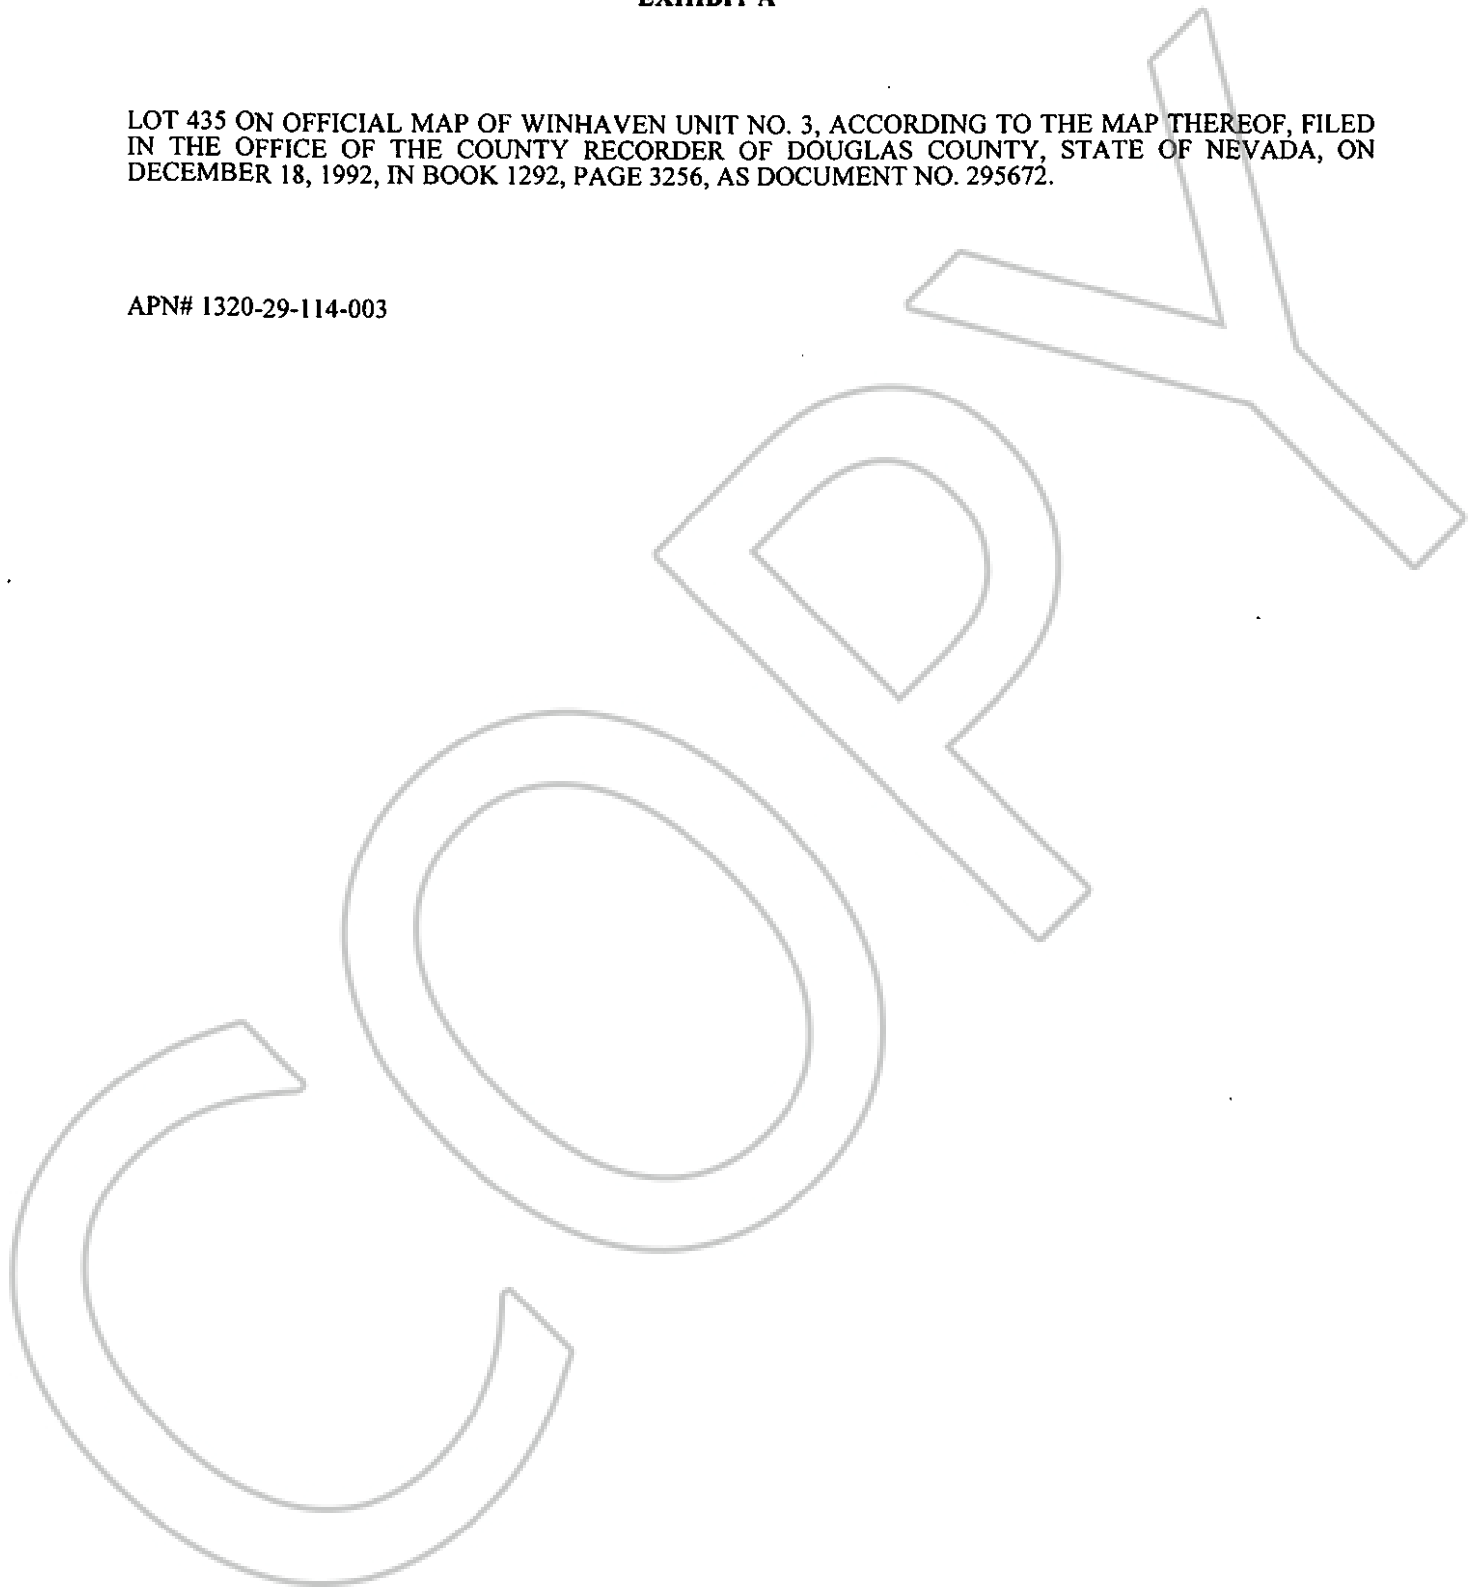 EXHIBIT A
LOT 435 ON OFFICIAL MAP OF WINHAVEN UNIT NO. 3, ACCORDING TO THE MAP THEREOF, FILED
IN THE OFFICE OF THE COUNTY RECORDER OF DOUGLAS COUNTY, STATE OF NEVADA, ON
DECEMBER 18, 1992, IN BOOK 1292, PAGE 3256, AS DOCUMENT NO. 295672.
APN# 1320-29-114-003
COPY